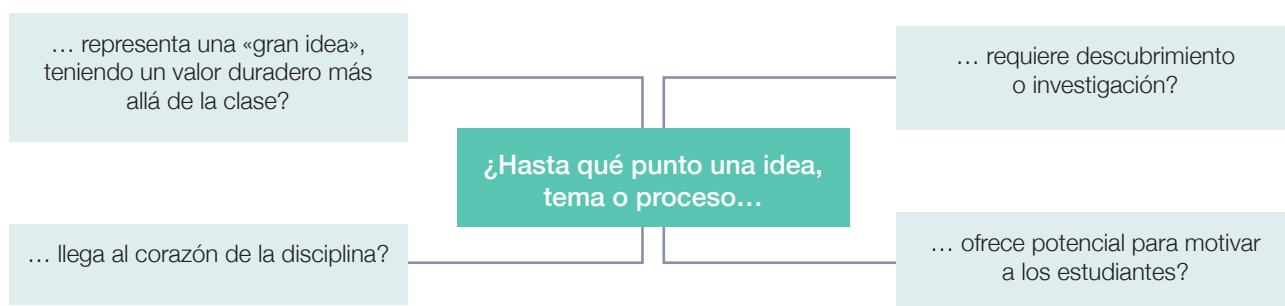 … representa una «gran idea»,
teniendo un valor duradero más
allá de la clase?
… requiere descubrimiento
o investigación?
¿Hasta qué punto una idea,
tema o proceso…
… llega al corazón de la disciplina?
… ofrece potencial para motivar
a los estudiantes?